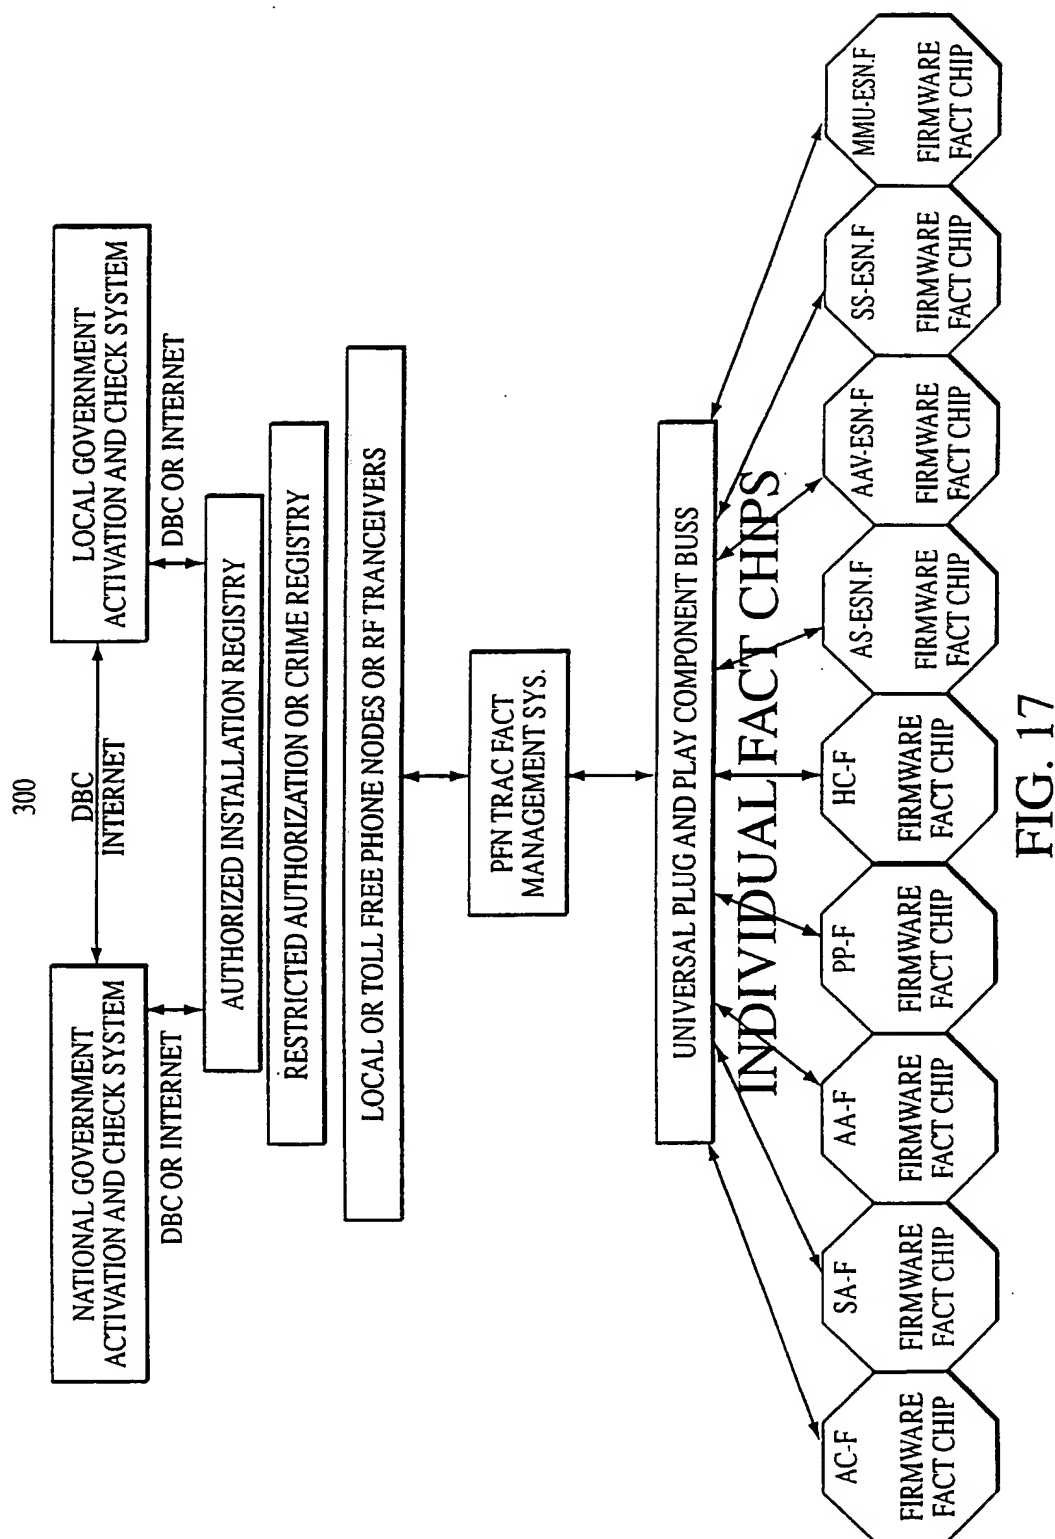 300
NATIONAL GOVERNMENT
ACTIVATION AND CHECK SYSTEM
DBC
INTERNET
LOCAL GOVERNMENT
ACTIVATION AND CHECK SYSTEM
DBC OR INTERNET
DBC OR INTERNET
AUTHORIZED INSTALLATION REGISTRY
RESTRICTED AUTHORIZATION OR CRIME REGISTRY
LOCAL OR TOLL FREE PHONE NODES OR RF TRANCEIVERS
PFN TRAC FACT
MANAGEMENT SYS.
UNIVERSAL PLUG AND PLAY COMPONENT BUSS
INDIVIDUAL FACT CHIPS
AC-F
FIRMWARE
FACT CHIP
SA-F
FIRMWARE
FACT CHIP
AA-F
FIRMWARE
FACT CHIP
PP-F
FIRMWARE
FACT CHIP
HC-F
FIRMWARE
FACT CHIP
AS-ESN.F
FIRMWARE
FACT CHIP
AAV-ESN-F
FIRMWARE
FACT CHIP
SS-ESN.F
FIRMWARE
FACT CHIP
MMU-ESN.F
FIRMWARE
FACT CHIP
FIG. 17